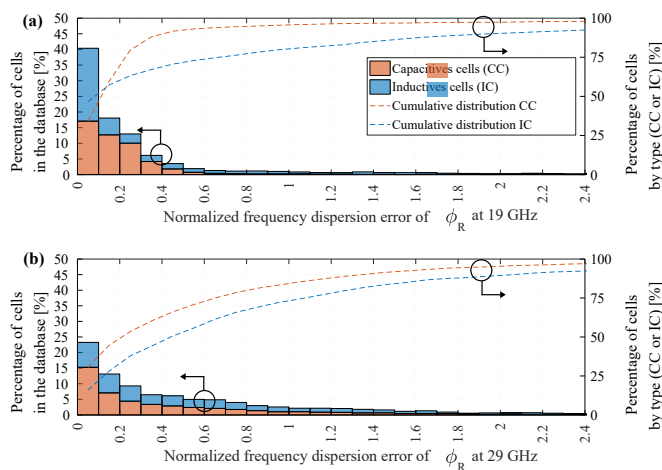 (a)
Percentage of cells
in the database [%]
50
45
40
35
30
25
20
15
10
5
0
100
75
50
25
0
Percentage of cells
by type (CC or IC) [%]
Capacitives cells (CC)
Inductives cells (IC)
Cumulative distribution CC
Cumulative distribution IC
0 0.2 0.4 0.6 0.8 1 1.2 1.4 1.6 1.8 2 2.2 2.4
Normalized frequency dispersion error of ϕR at 19 GHz
(b)
Percentage of cells
in the database [%]
50
45
40
35
30
25
20
15
10
5
0
100
75
50
25
0
Percentage of cells
by type (CC or IC) [%]
0 0.2 0.4 0.6 0.8 1 1.2 1.4 1.6 1.8 2 2.2 2.4
Normalized frequency dispersion error of ϕR at 29 GHz